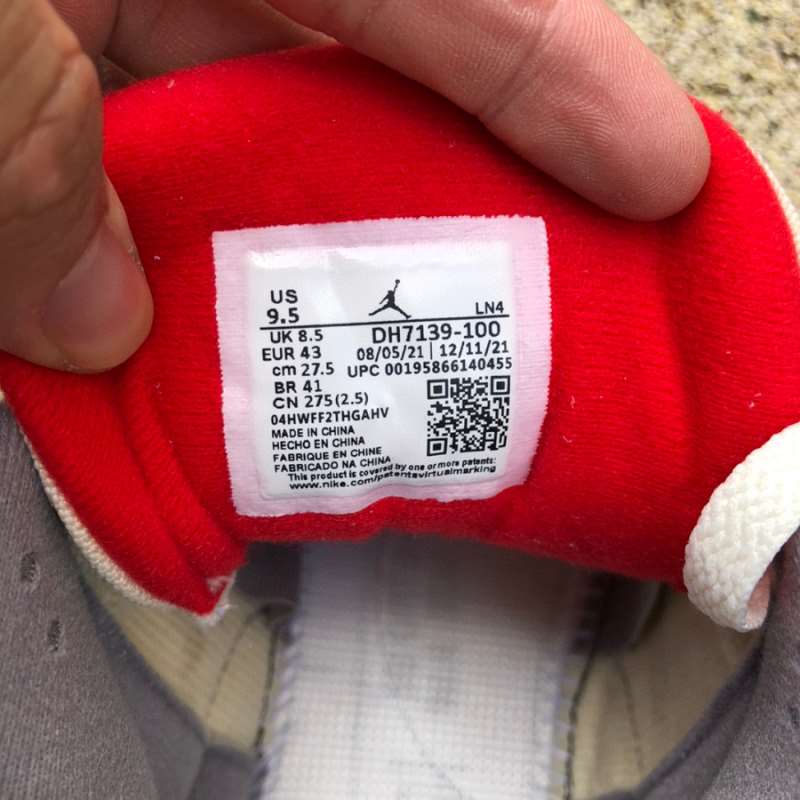 US
9.5
LN4
UK 8.5
DH7139-100
EUR 43
08/05/21 | 12/11/21
cm 27.5
UPC 00195866140455
BR 41
CN 275(2.5)
04HWFF2THGAHV
MADE IN CHINA
HECHO EN CHINA
FABRIQUE EN CHINE
FABRICADO NA CHINA
This product is covered by one or more patents:
www.nike.com/patentsvirtualmarking